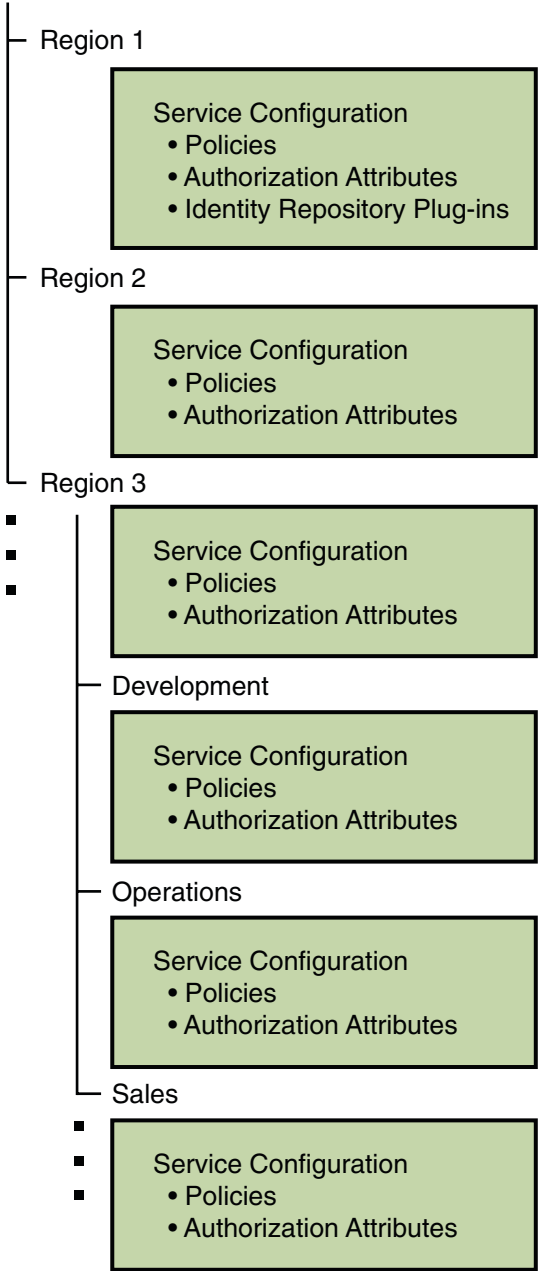 Region 1
Service Configuration
• Policies
• Authorization Attributes
• Identity Repository Plug-ins
Region 2
Service Configuration
• Policies
• Authorization Attributes
Region 3
Service Configuration
• Policies
• Authorization Attributes
Development
Service Configuration
• Policies
• Authorization Attributes
Operations
Service Configuration
• Policies
• Authorization Attributes
Sales
Service Configuration
• Policies
• Authorization Attributes